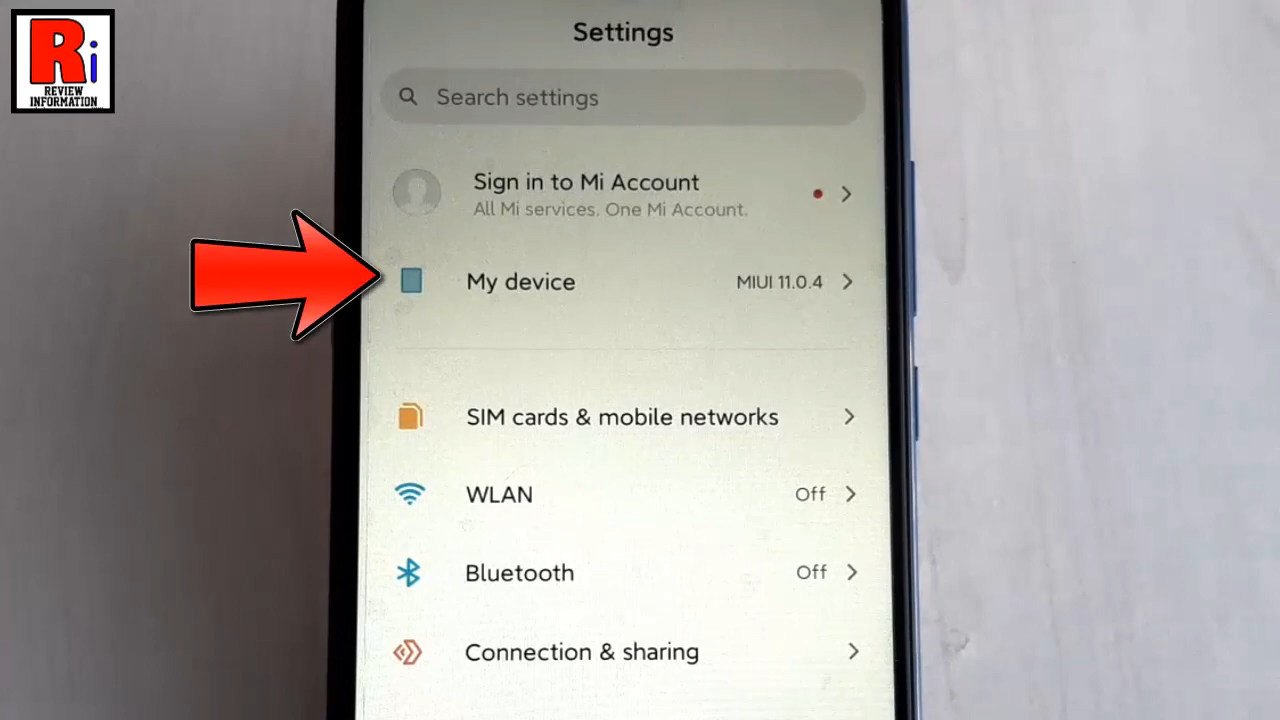 Ri
REVIEW
INFORMATION
Settings
Search settings
Sign in to Mi Account
All Mi services. One Mi Account.
My device MIUI 11.0.4
SIM cards & mobile networks
WLAN Off
Bluetooth Off
Connection & sharing